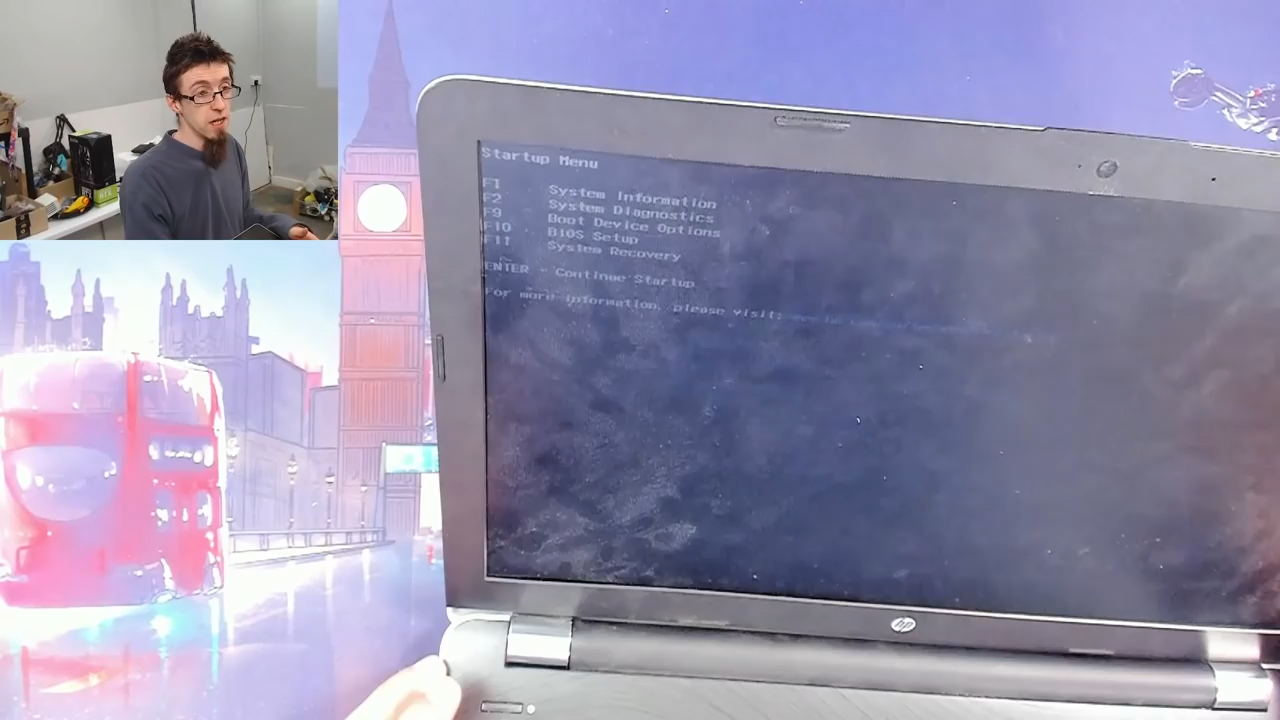 Startup Menu
F1 System Information
F2 System Diagnostics
F9 Boot Device Options
F10 BIOS Setup
F11 System Recovery
ENTER - Continue Startup
For more information, please visit:
hp